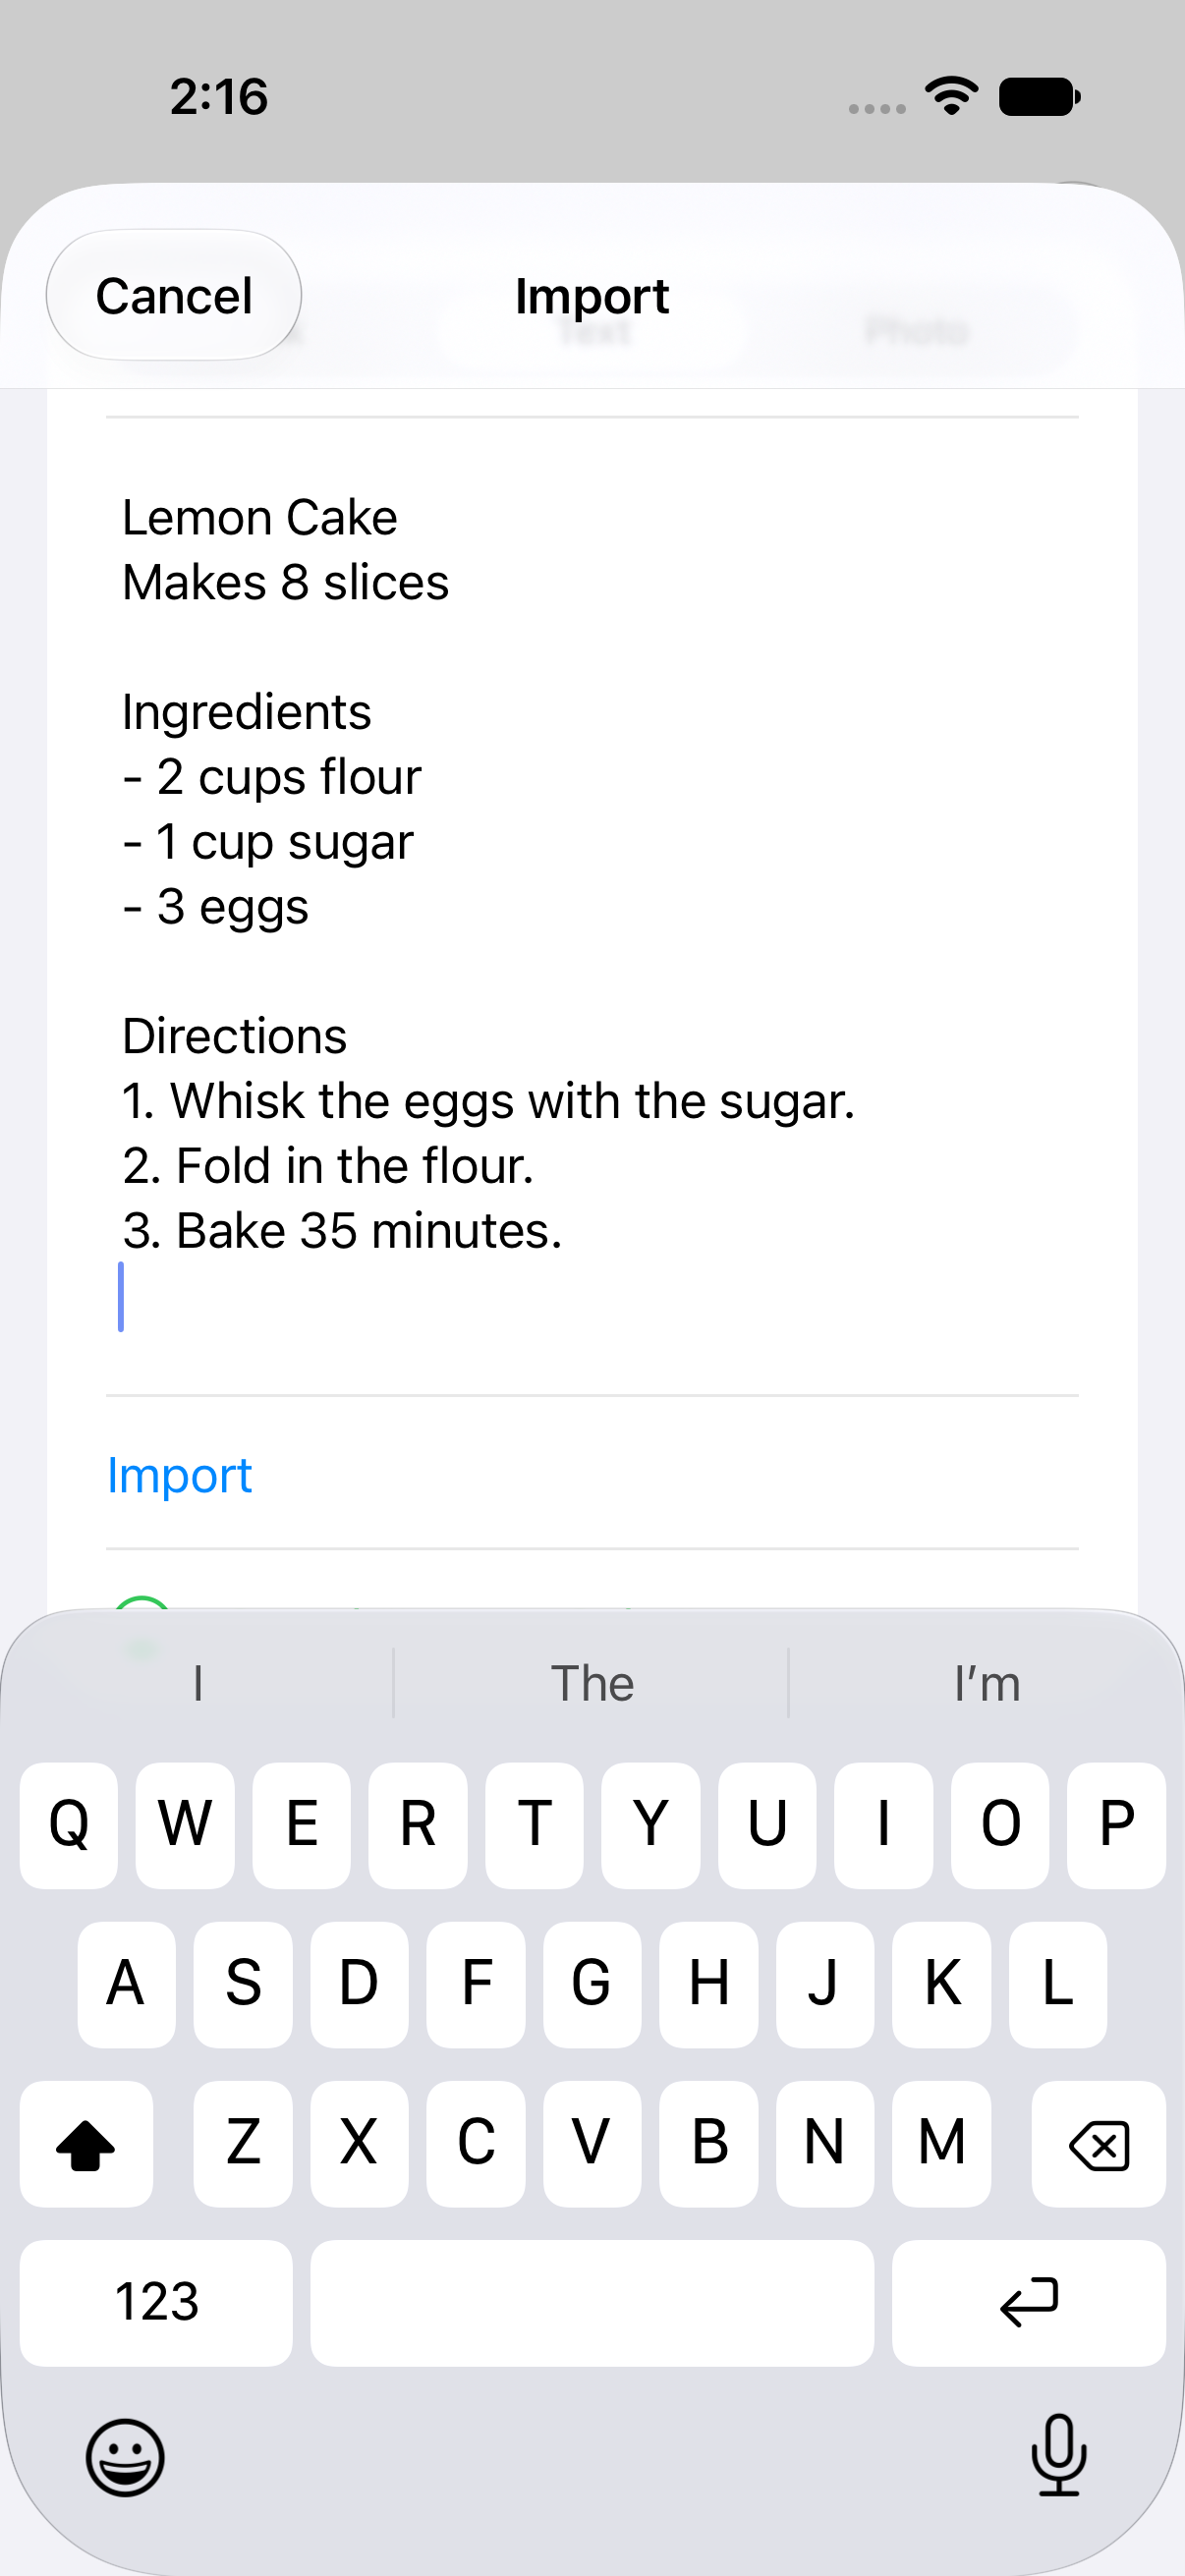 2:16
Cancel
Import
Text
Photo
Lemon Cake
Makes 8 slices
Ingredients
- 2 cups flour
- 1 cup sugar
- 3 eggs
Directions
1. Whisk the eggs with the sugar.
2. Fold in the flour.
3. Bake 35 minutes.
Import
I
The
I’m
Q W E R T Y U I O P
A S D F G H J K L
Z X C V B N M
123